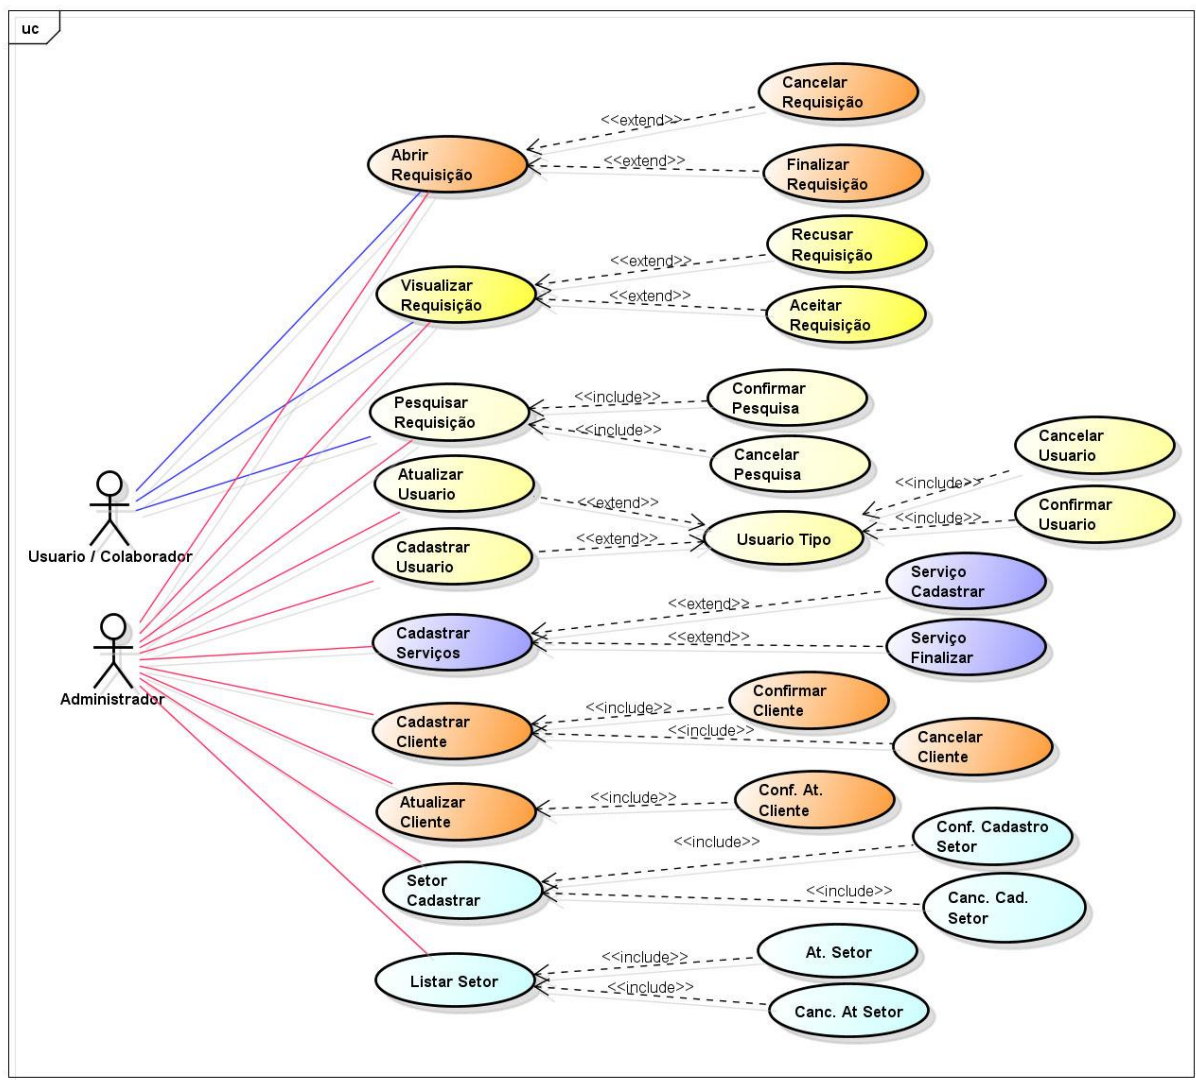 uc
Cancelar
Requisição
<<extend>>
Abrir
Requisição
<<extend>>
Finalizar
Requisição
Recusar
Requisição
<<extend>>
Visualizar
Requisição
<<extend>>
Aceitar
Requisição
Pesquisar
Requisição
<<include>>
Confirmar
Pesquisa
<<include>>
Cancelar
Pesquisa
Cancelar
Usuario
<<include>>
Atualizar
Usuario
<<extend>>
Usuario Tipo
<<include>>
Confirmar
Usuario
Usuario / Colaborador
Cadastrar
Usuario
<<extend>>
Serviço
Cadastrar
<<extend>>
Cadastrar
Serviços
<<extend>>
Serviço
Finalizar
Administrador
Confirmar
Cliente
<<include>>
Cadastrar
Cliente
<<include>>
Cancelar
Cliente
Atualizar
Cliente
<<include>>
Conf. At.
Cliente
Conf. Cadastro
Setor
<<include>>
Setor
Cadastrar
<<include>>
Canc. Cad.
Setor
At. Setor
<<include>>
Listar Setor
<<include>>
Canc. At Setor